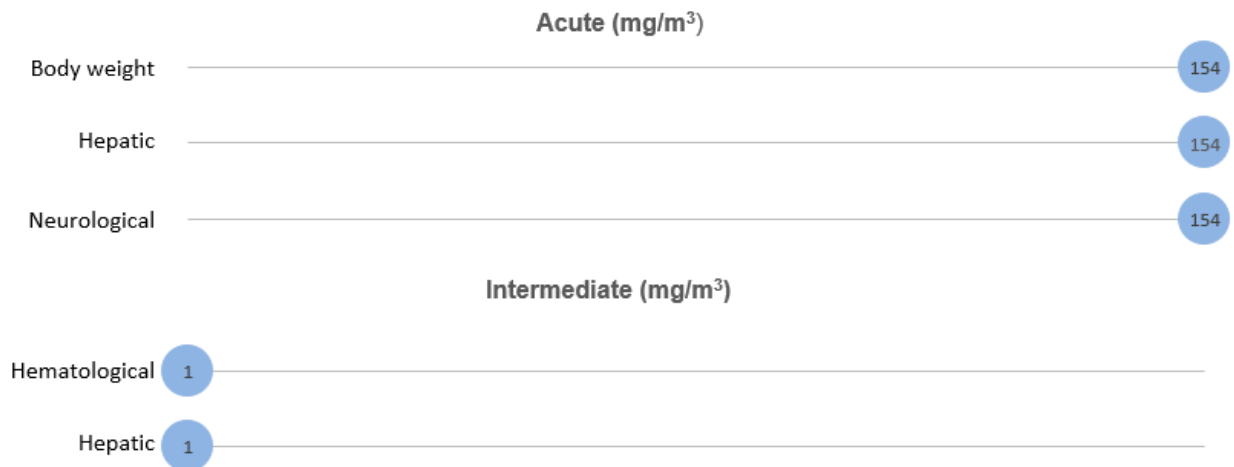 Acute (mg/m³)
Body weight 154
Hepatic 154
Neurological 154
Intermediate (mg/m³)
Hematological 1
Hepatic 1